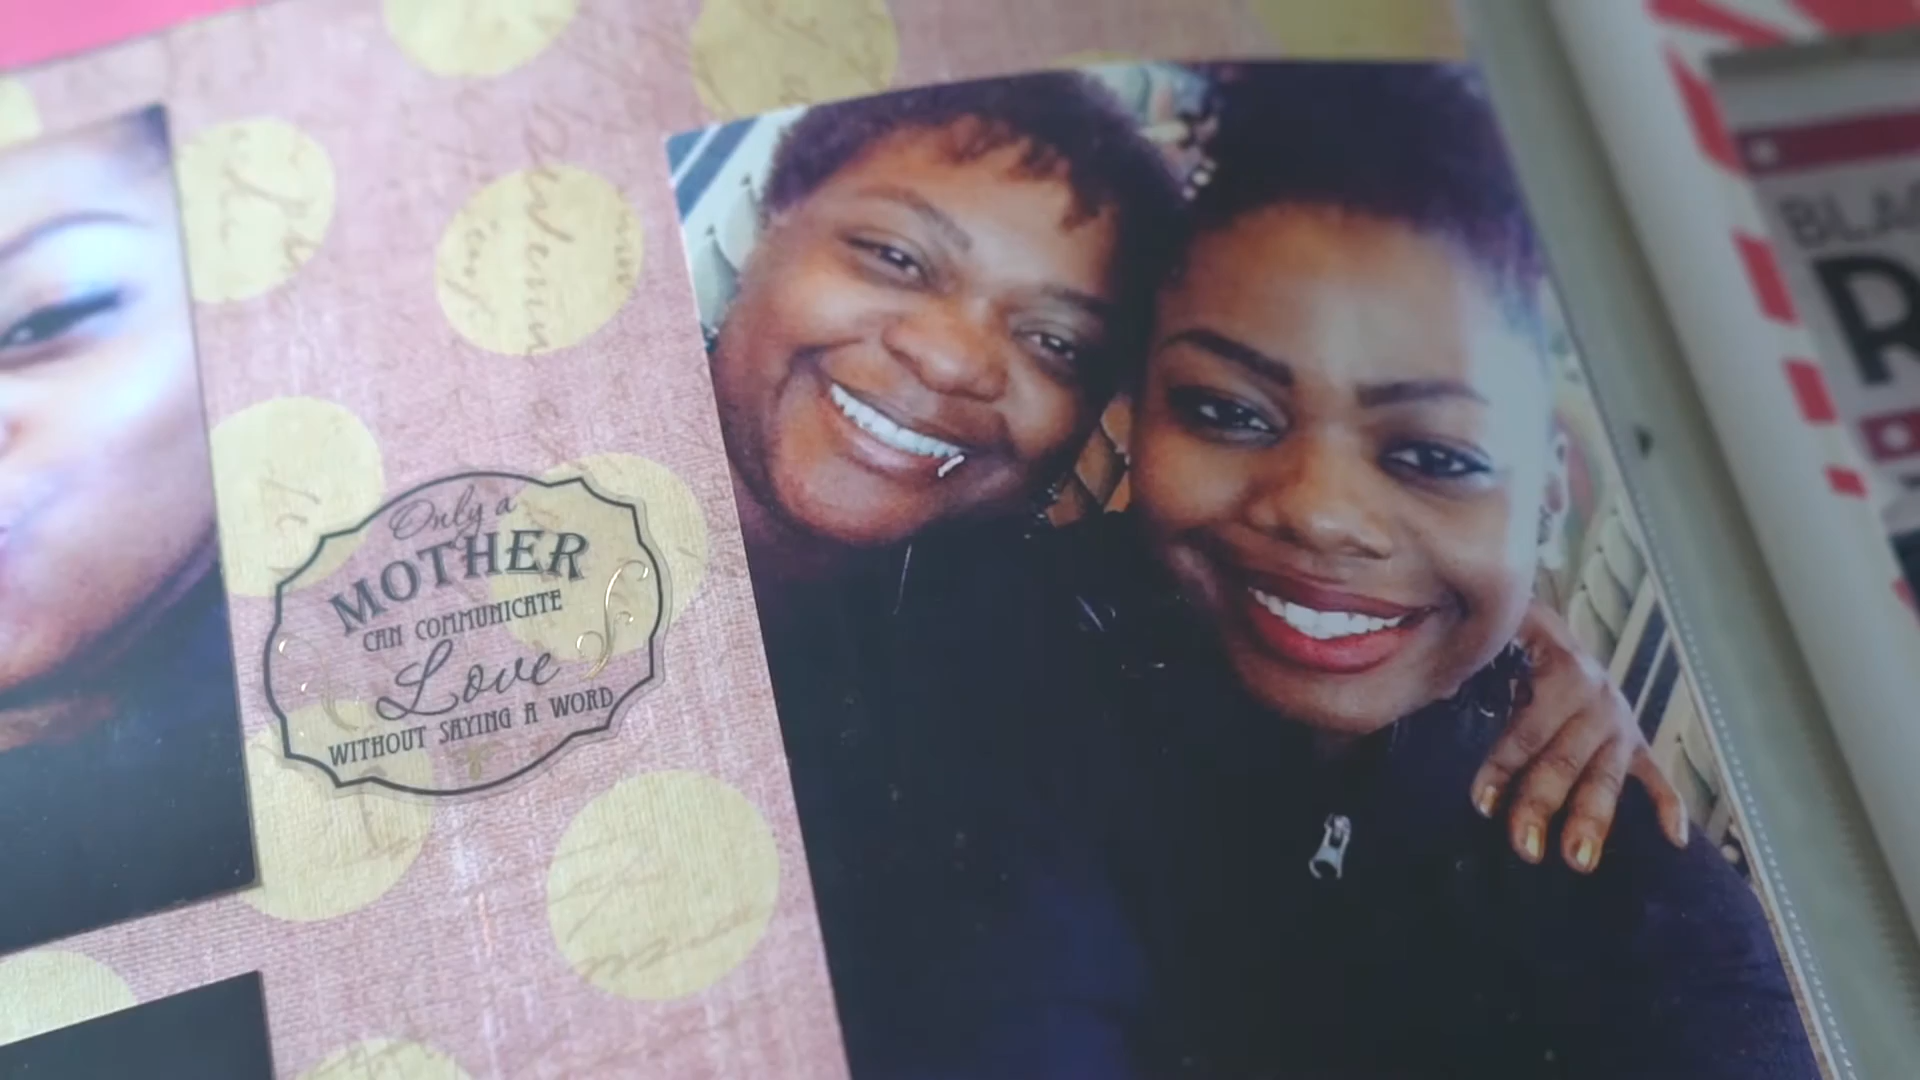 Only a
MOTHER
CAN COMMUNICATE
Love
WITHOUT SAYING A WORD